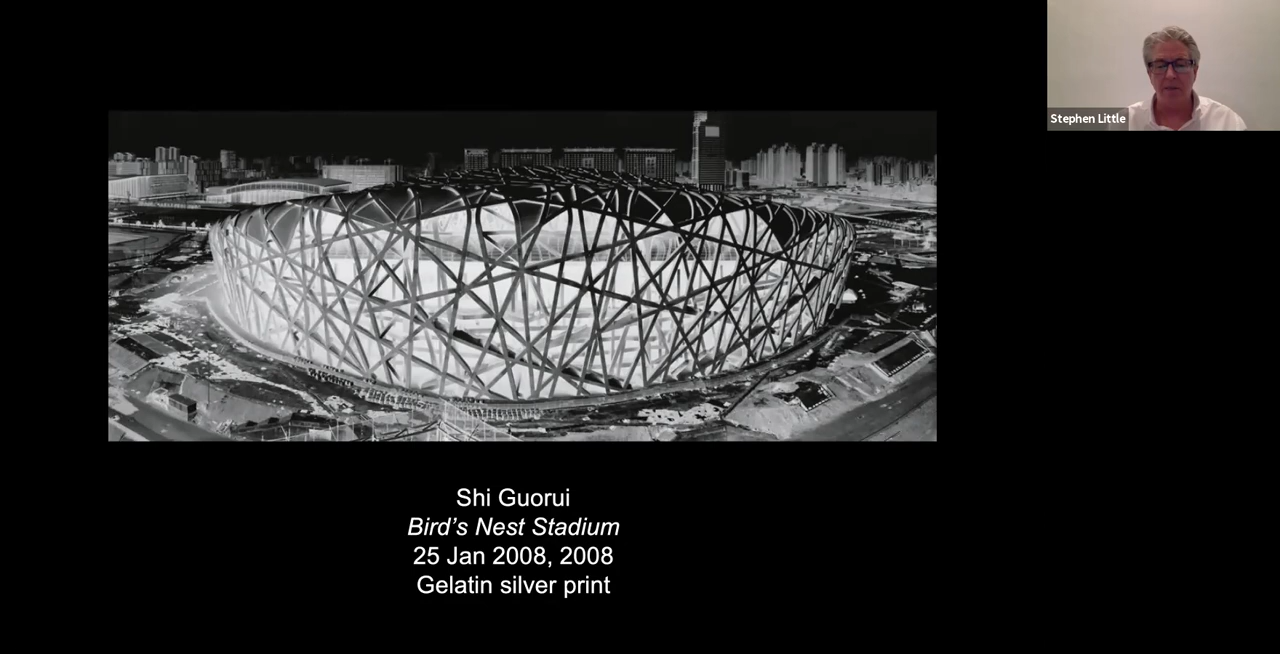 Stephen Little
Shi Guorui
Bird's Nest Stadium
25 Jan 2008, 2008
Gelatin silver print